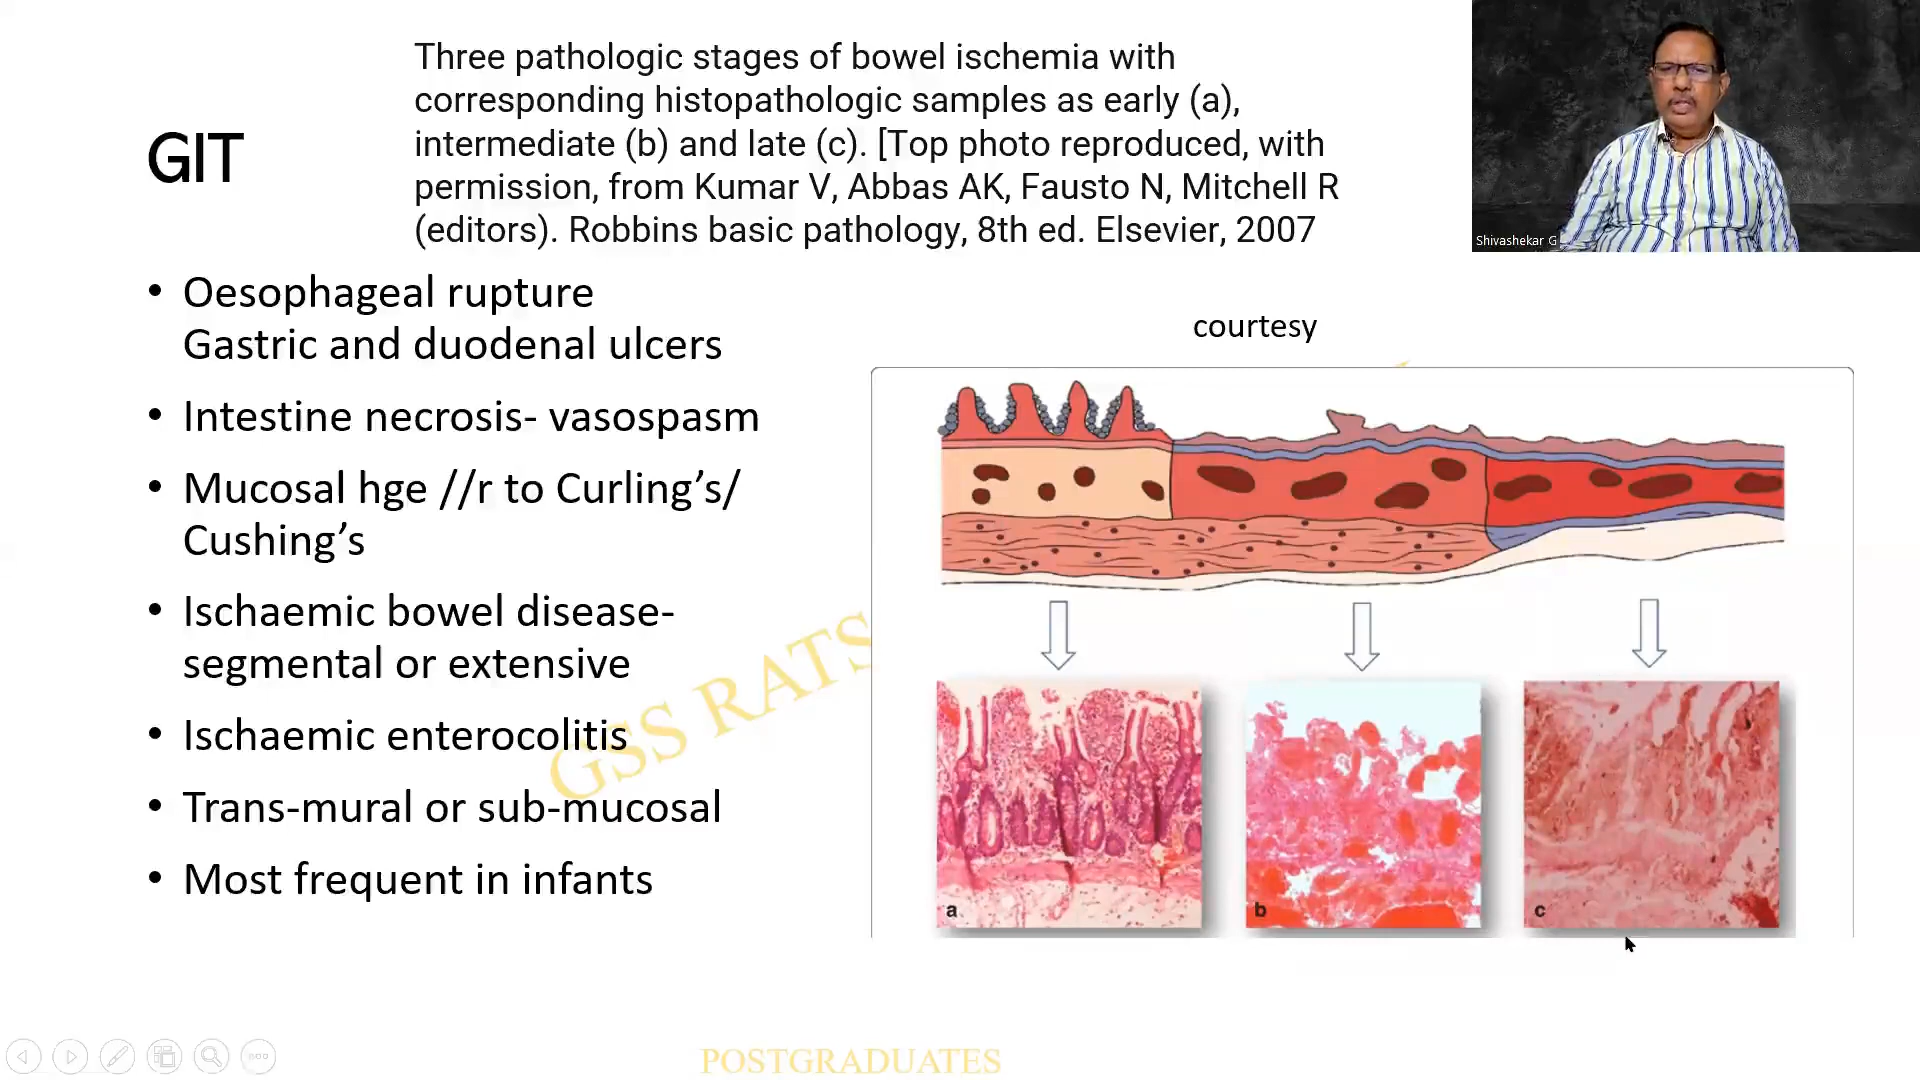 Three pathologic stages of bowel ischemia with
corresponding histopathologic samples as early (a),
intermediate (b) and late (c). [Top photo reproduced, with
permission, from Kumar V, Abbas AK, Fausto N, Mitchell R
(editors). Robbins basic pathology, 8th ed. Elsevier, 2007
GIT
Shivashekar G
• Oesophageal rupture
Gastric and duodenal ulcers
• Intestine necrosis- vasospasm
• Mucosal hge //r to Curling’s/
Cushing’s
• Ischaemic bowel disease-
segmental or extensive
• Ischaemic enterocolitis
• Trans-mural or sub-mucosal
• Most frequent in infants
courtesy
a
b
c
GSS RATS
POSTGRADUATES